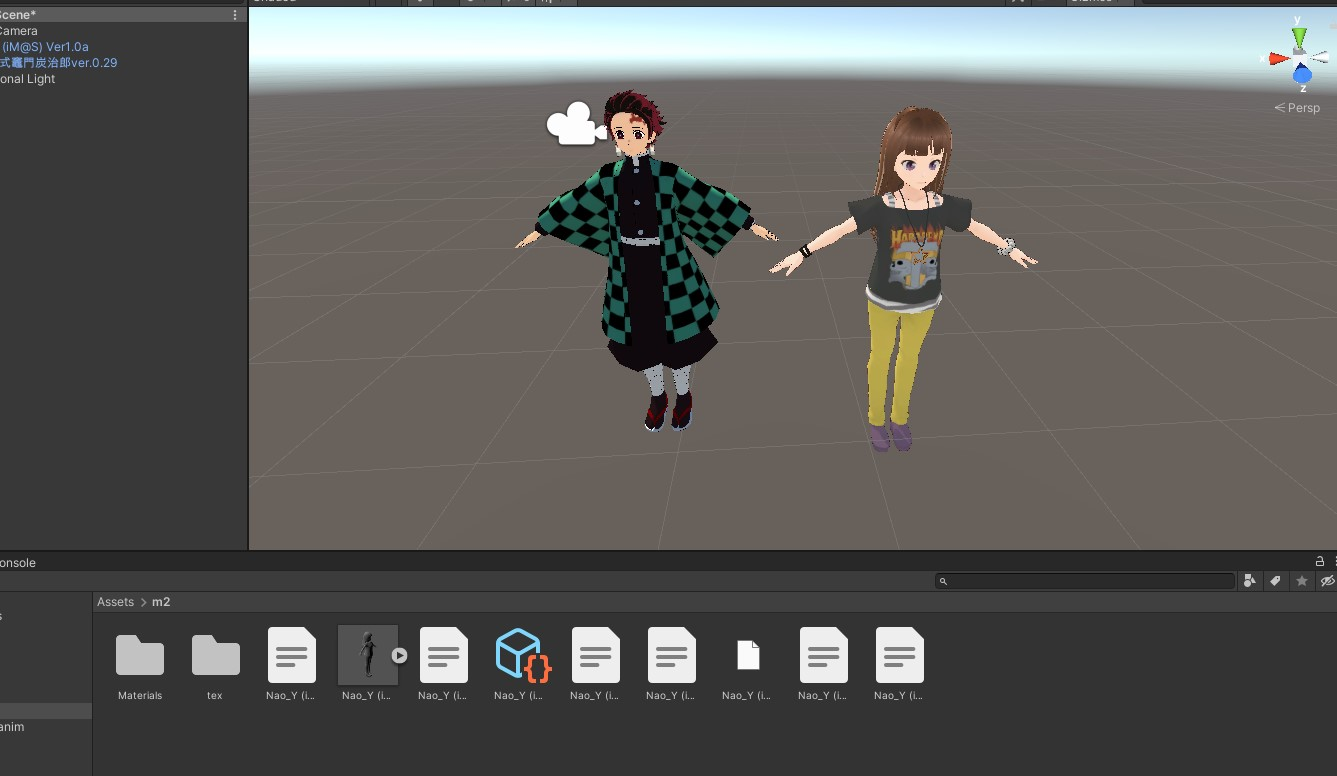 Scene*
Camera
(iM@S) Ver1.0a
式竈門炭治郎ver.0.29
onal Light
y
x
z
Persp
onsole
Assets > m2
s
anim
Materials
tex
Nao_Y (i...
Nao_Y (i...
Nao_Y (i...
Nao_Y (i...
Nao_Y (i...
Nao_Y (i...
Nao_Y (i...
Nao_Y (i...
Nao_Y (i...